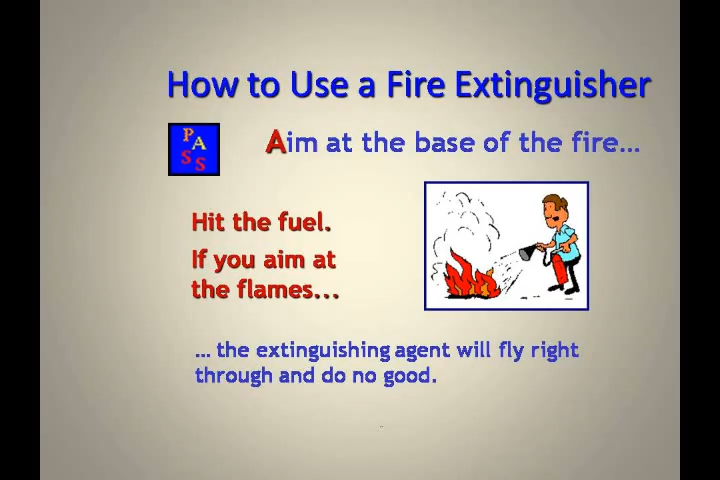 How to Use a Fire Extinguisher
P
A
S
S
Aim at the base of the fire...
Hit the fuel.
If you aim at
the flames...
... the extinguishing agent will fly right
through and do no good.